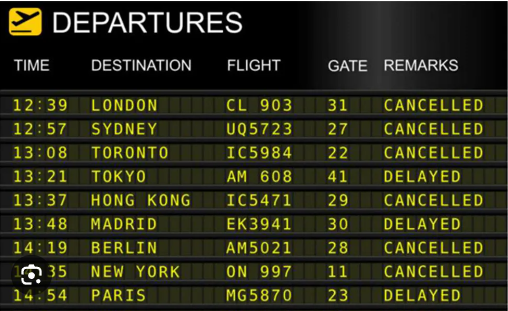 DEPARTURES
TIME DESTINATION FLIGHT GATE REMARKS
12:39 LONDON CL 903 31 CANCELLED
12:57 SYDNEY UQ5723 27 CANCELLED
13:08 TORONTO IC5984 22 CANCELLED
13:21 TOKYO AM 608 41 DELAYED
13:37 HONG KONG IC5471 29 CANCELLED
13:48 MADRID EK3941 30 DELAYED
14:19 BERLIN AM5021 28 CANCELLED
35 NEW YORK ON 997 11 CANCELLED
14:54 PARIS MG5870 23 DELAYED